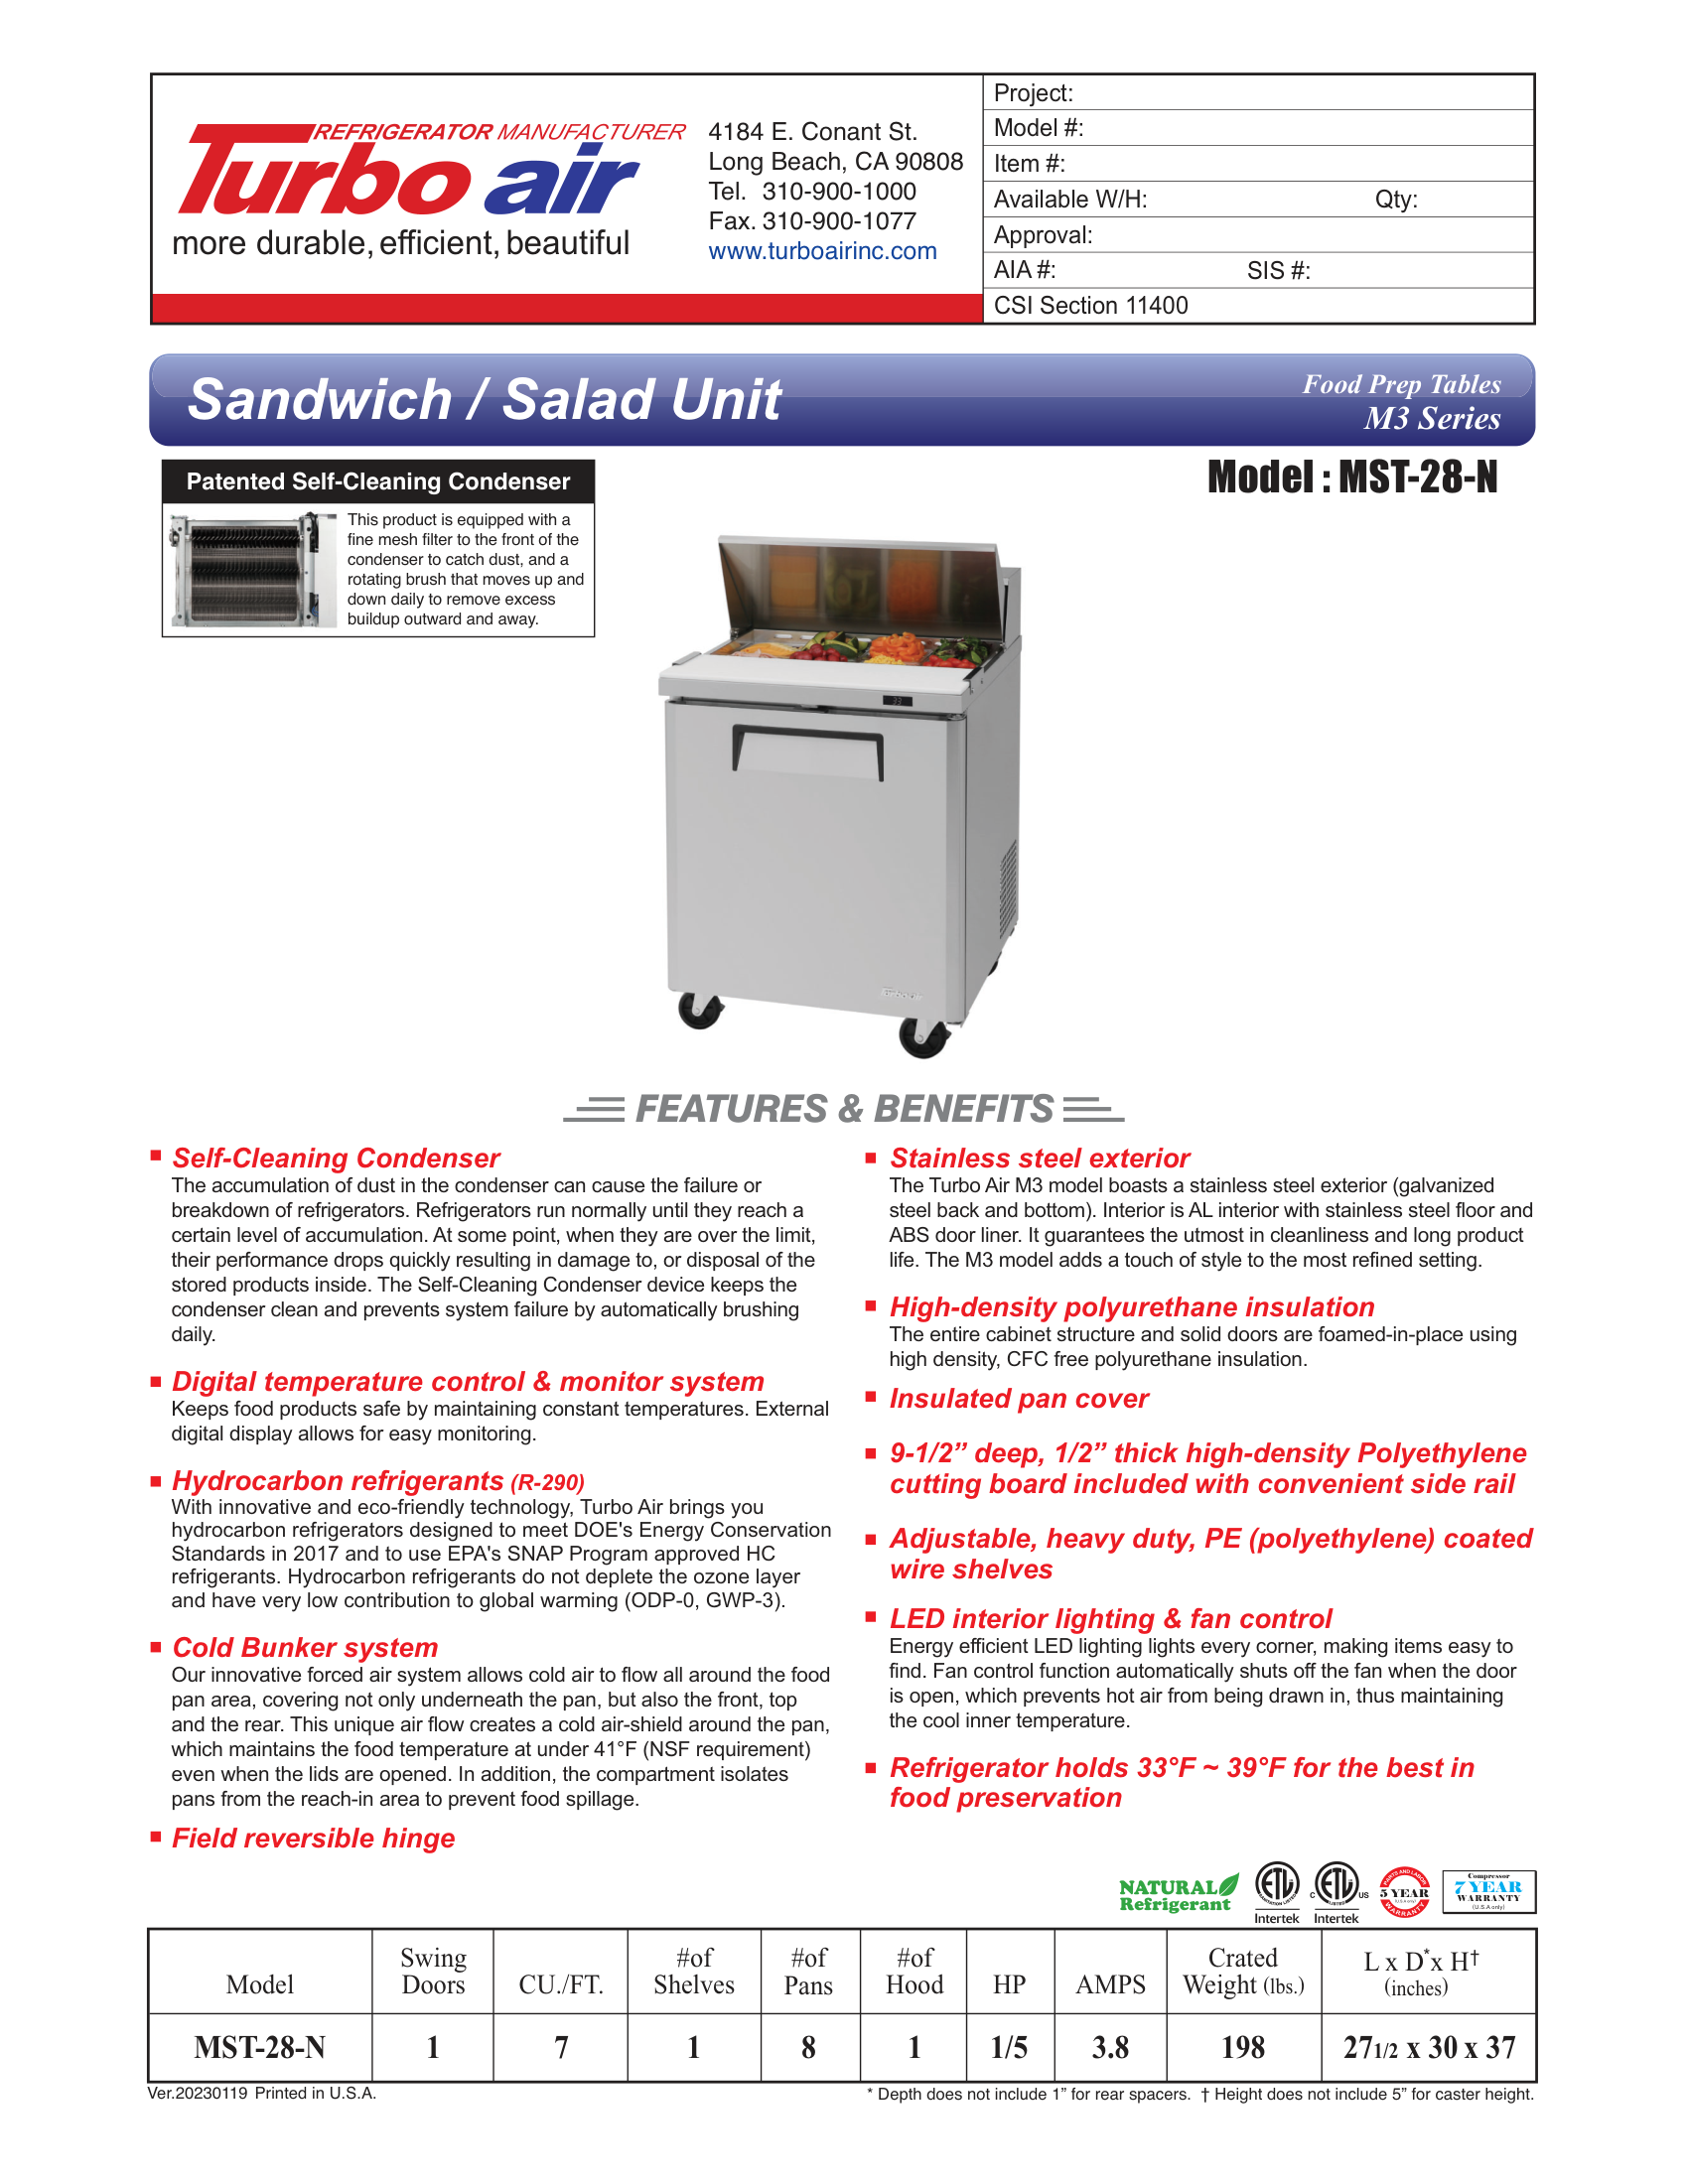 REFRIGERATOR MANUFACTURER
Turbo air
more durable, efficient, beautiful
4184 E. Conant St.
Long Beach, CA 90808
Tel. 310-900-1000
Fax. 310-900-1077
www.turboairinc.com
Project:
Model #:
Item #:
Available W/H: Qty:
Approval:
AIA #: SIS #:
CSI Section 11400
Sandwich / Salad Unit
Food Prep Tables
M3 Series
Patented Self-Cleaning Condenser
This product is equipped with a
fine mesh filter to the front of the
condenser to catch dust, and a
rotating brush that moves up and
down daily to remove excess
buildup outward and away.
Model : MST-28-N
33
Turbo air
FEATURES & BENEFITS
Self-Cleaning Condenser
The accumulation of dust in the condenser can cause the failure or
breakdown of refrigerators. Refrigerators run normally until they reach a
certain level of accumulation. At some point, when they are over the limit,
their performance drops quickly resulting in damage to, or disposal of the
stored products inside. The Self-Cleaning Condenser device keeps the
condenser clean and prevents system failure by automatically brushing
daily.
Digital temperature control & monitor system
Keeps food products safe by maintaining constant temperatures. External
digital display allows for easy monitoring.
Hydrocarbon refrigerants (R-290)
With innovative and eco-friendly technology, Turbo Air brings you
hydrocarbon refrigerators designed to meet DOE's Energy Conservation
Standards in 2017 and to use EPA's SNAP Program approved HC
refrigerants. Hydrocarbon refrigerants do not deplete the ozone layer
and have very low contribution to global warming (ODP-0, GWP-3).
Cold Bunker system
Our innovative forced air system allows cold air to flow all around the food
pan area, covering not only underneath the pan, but also the front, top
and the rear. This unique air flow creates a cold air-shield around the pan,
which maintains the food temperature at under 41°F (NSF requirement)
even when the lids are opened. In addition, the compartment isolates
pans from the reach-in area to prevent food spillage.
Field reversible hinge
Stainless steel exterior
The Turbo Air M3 model boasts a stainless steel exterior (galvanized
steel back and bottom). Interior is AL interior with stainless steel floor and
ABS door liner. It guarantees the utmost in cleanliness and long product
life. The M3 model adds a touch of style to the most refined setting.
High-density polyurethane insulation
The entire cabinet structure and solid doors are foamed-in-place using
high density, CFC free polyurethane insulation.
Insulated pan cover
9-1/2” deep, 1/2” thick high-density Polyethylene
cutting board included with convenient side rail
Adjustable, heavy duty, PE (polyethylene) coated
wire shelves
LED interior lighting & fan control
Energy efficient LED lighting lights every corner, making items easy to
find. Fan control function automatically shuts off the fan when the door
is open, which prevents hot air from being drawn in, thus maintaining
the cool inner temperature.
Refrigerator holds 33°F ~ 39°F for the best in
food preservation
NATURAL
Refrigerant
ETL
SANITATION LISTED
Intertek
C ETL US
LISTED
Intertek
PARTS AND LABOR
5 YEAR
(U.S.A only)
WARRANTY
Compressor
7 YEAR
WARRANTY
(U.S.A only)
Model Swing Doors CU./FT. #of Shelves #of Pans #of Hood HP AMPS Crated Weight (lbs.) L x D* x H† (inches)
MST-28-N 1 7 1 8 1 1/5 3.8 198 27 1/2 x 30 x 37
Ver.20230119 Printed in U.S.A.
* Depth does not include 1” for rear spacers. † Height does not include 5” for caster height.